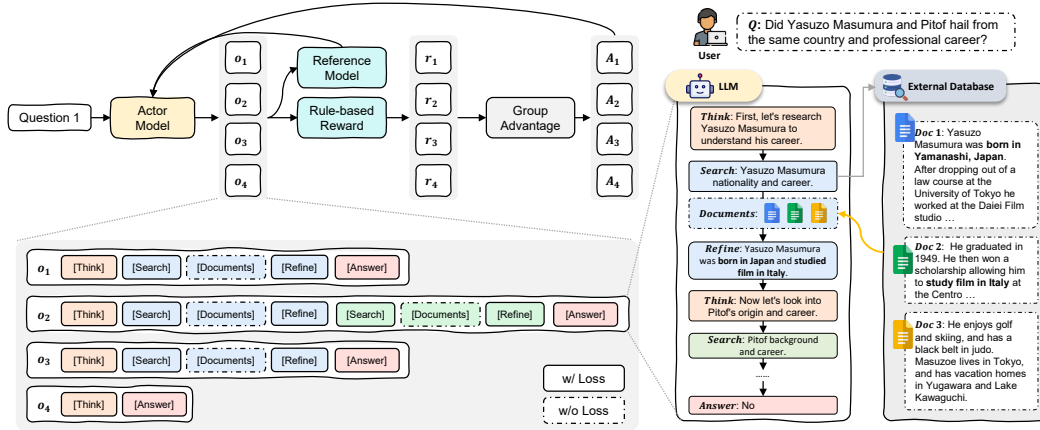 Question 1
Actor
Model
o1
o2
o3
o4
Reference
Model
Rule-based
Reward
r1
r2
r3
r4
Group
Advantage
A1
A2
A3
A4
o1 [Think] [Search] [Documents] [Refine] [Answer]
o2 [Think] [Search] [Documents] [Refine] [Search] [Documents] [Refine] [Answer]
o3 [Think] [Search] [Documents] [Refine] [Answer]
o4 [Think] [Answer]
w/ Loss
w/o Loss
User
Q: Did Yasuzo Masumura and Pitof hail from
the same country and professional career?
LLM
Think: First, let's research
Yasuzo Masumura to
understand his career.
Search: Yasuzo Masumura
nationality and career.
Documents:
Refine: Yasuzo Masumura
was born in Japan and studied
film in Italy.
Think: Now let's look into
Pitof's origin and career.
Search: Pitof background
and career.
......
Answer: No
External Database
Doc 1: Yasuzo
Masumura was born in
Yamanashi, Japan.
After dropping out of a
law course at the
University of Tokyo he
worked at the Daiei Film
studio …
Doc 2: He graduated in
1949. He then won a
scholarship allowing him
to study film in Italy at
the Centro …
Doc 3: He enjoys golf
and skiing, and has a
black belt in judo.
Masuzoe lives in Tokyo,
and has vacation homes
in Yugawara and Lake
Kawaguchi.